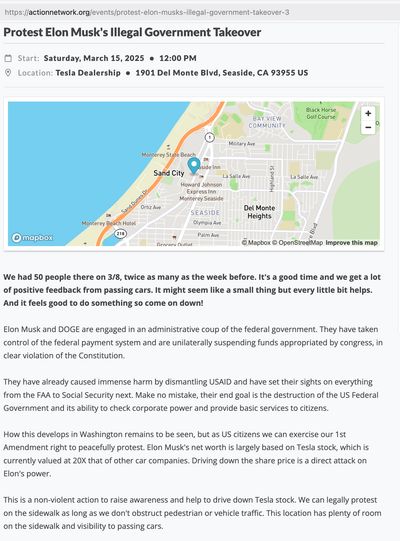 https://actionnetwork.org/events/protest-elon-musks-illegal-government-takeover-3
Protest Elon Musk's Illegal Government Takeover
Start: Saturday, March 15, 2025 • 12:00 PM
Location: Tesla Dealership • 1901 Del Monte Blvd, Seaside, CA 93955 US
Black Horse
Golf Course
+
BAY VIEW
COMMUNITY
−
1
Military Ave
Monterey State Beach
Sand City
La Salle Ave
La Salle Ave
Howard Johnson
Express Inn
Monterey Seaside
Highland St
Sand Dunes Dr
Ortiz Ave
SEASIDE
Del Monte
Heights
Monterey Beach Hotel
Olympia Ave
218
Palm Ave
Grocery Outlet
mapbox
© Mapbox © OpenStreetMap Improve this map
We had 50 people there on 3/8, twice as many as the week before. It's a good time and we get a lot
of positive feedback from passing cars. It might seem like a small thing but every little bit helps.
And it feels good to do something so come on down!
Elon Musk and DOGE are engaged in an administrative coup of the federal government. They have taken
control of the federal payment system and are unilaterally suspending funds appropriated by congress, in
clear violation of the Constitution.
They have already caused immense harm by dismantling USAID and have set their sights on everything
from the FAA to Social Security next. Make no mistake, their end goal is the destruction of the US Federal
Government and its ability to check corporate power and provide basic services to citizens.
How this develops in Washington remains to be seen, but as US citizens we can exercise our 1st
Amendment right to peacefully protest. Elon Musk's net worth is largely based on Tesla stock, which is
currently valued at 20X that of other car companies. Driving down the share price is a direct attack on
Elon's power.
This is a non-violent action to raise awareness and help to drive down Tesla stock. We can legally protest
on the sidewalk as long as we don't obstruct pedestrian or vehicle traffic. This location has plenty of room
on the sidewalk and visibility to passing cars.